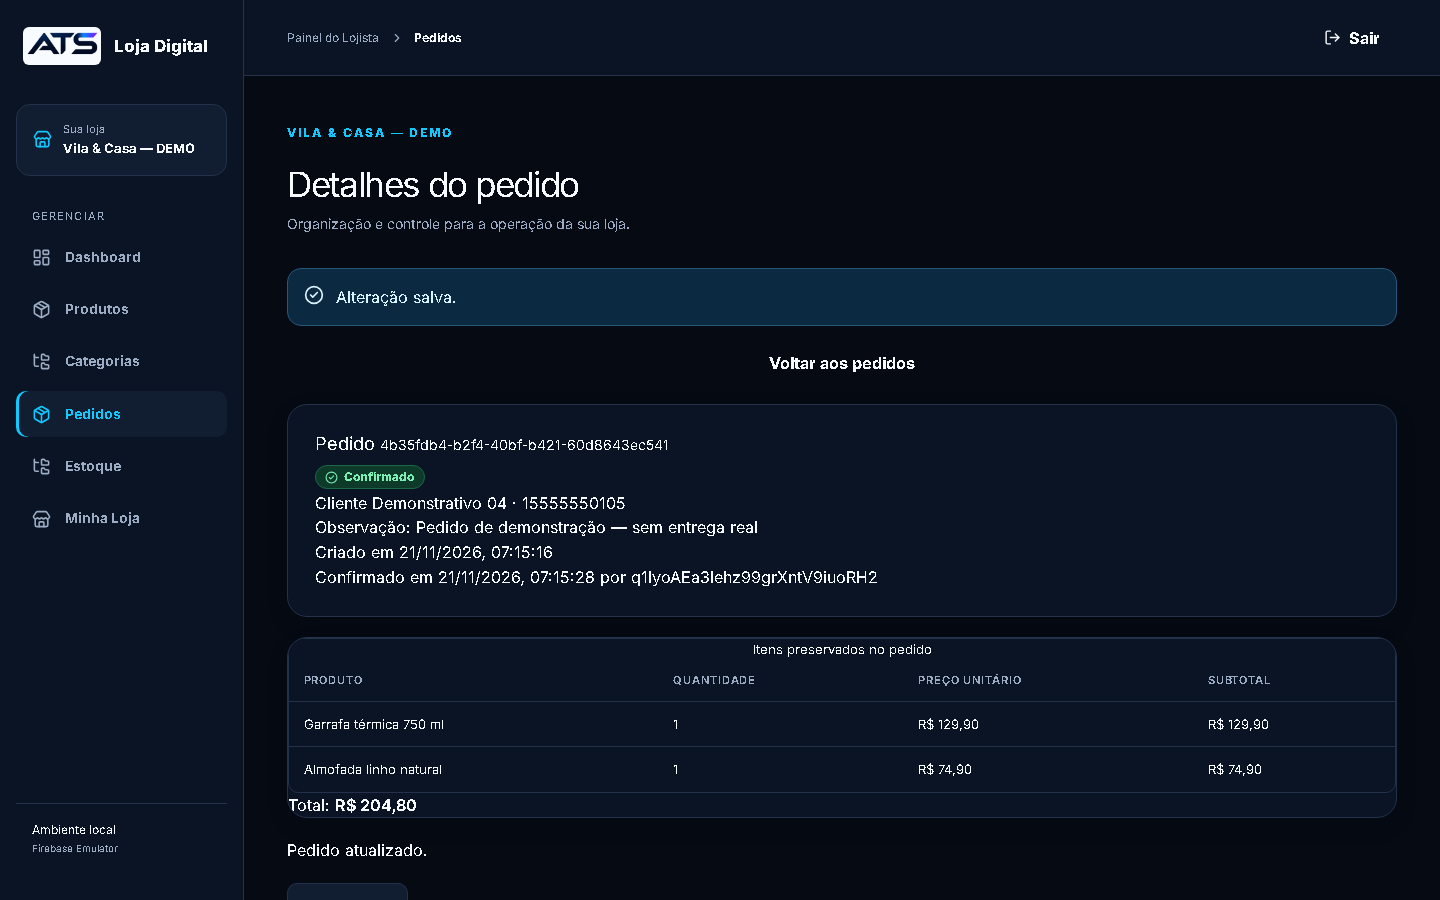 ATS Loja Digital
Sua loja
Vila & Casa — DEMO
GERENCIAR
Dashboard
Produtos
Categorias
Pedidos
Estoque
Minha Loja
Ambiente local
Firebase Emulator
Painel do Lojista > Pedidos
Sair
VILA & CASA — DEMO
Detalhes do pedido
Organização e controle para a operação da sua loja.
Alteração salva.
Voltar aos pedidos
Pedido 4b35fdb4-b2f4-40bf-b421-60d8643ec541
Confirmado
Cliente Demonstrativo 04 · 15555550105
Observação: Pedido de demonstração — sem entrega real
Criado em 21/11/2026, 07:15:16
Confirmado em 21/11/2026, 07:15:28 por q1lyoAEa3lehz99grXntV9iuoRH2
Itens preservados no pedido
PRODUTO QUANTIDADE PREÇO UNITÁRIO SUBTOTAL
Garrafa térmica 750 ml 1 R$ 129,90 R$ 129,90
Almofada linho natural 1 R$ 74,90 R$ 74,90
Total: R$ 204,80
Pedido atualizado.